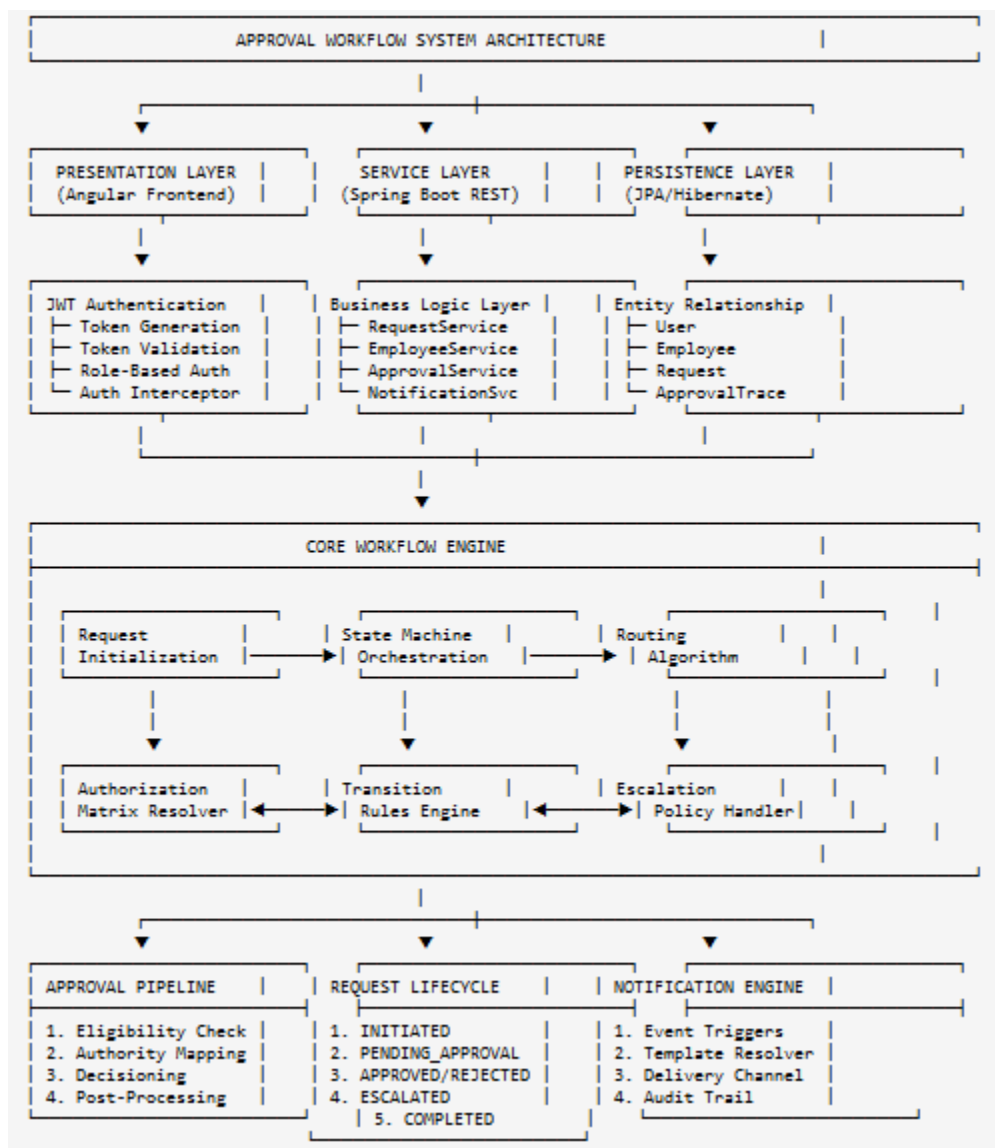 APPROVAL WORKFLOW SYSTEM ARCHITECTURE
PRESENTATION LAYER
(Angular Frontend)
SERVICE LAYER
(Spring Boot REST)
PERSISTENCE LAYER
(JPA/Hibernate)
JWT Authentication
Token Generation
Token Validation
Role-Based Auth
Auth Interceptor
Business Logic Layer
RequestService
EmployeeService
ApprovalService
NotificationSvc
Entity Relationship
User
Employee
Request
ApprovalTrace
CORE WORKFLOW ENGINE
Request
Initialization
State Machine
Orchestration
Routing
Algorithm
Authorization
Matrix Resolver
Transition
Rules Engine
Escalation
Policy Handler
APPROVAL PIPELINE
1. Eligibility Check
2. Authority Mapping
3. Decisioning
4. Post-Processing
REQUEST LIFECYCLE
1. INITIATED
2. PENDING_APPROVAL
3. APPROVED/REJECTED
4. ESCALATED
5. COMPLETED
NOTIFICATION ENGINE
1. Event Triggers
2. Template Resolver
3. Delivery Channel
4. Audit Trail